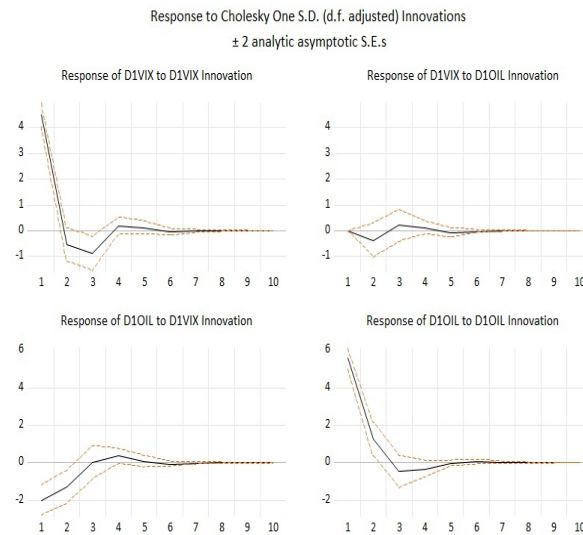 Response to Cholesky One S.D. (d.f. adjusted) Innovations
± 2 analytic asymptotic S.E.s
Response of D1VIX to D1VIX Innovation
4
3
2
1
0
-1
1 2 3 4 5 6 7 8 9 10
Response of D1VIX to D1OIL Innovation
4
3
2
1
0
-1
1 2 3 4 5 6 7 8 9 10
Response of D1OIL to D1VIX Innovation
6
4
2
0
-2
1 2 3 4 5 6 7 8 9 10
Response of D1OIL to D1OIL Innovation
6
4
2
0
-2
1 2 3 4 5 6 7 8 9 10